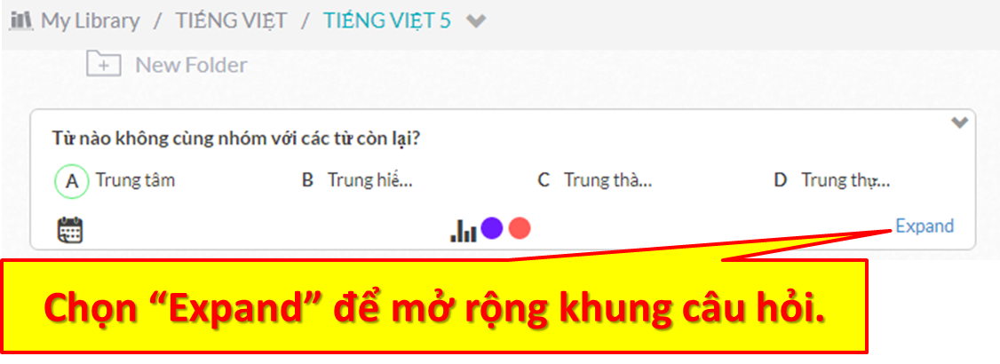 My Library / TIẾNG VIỆT / TIẾNG VIỆT 5
New Folder
Từ nào không cùng nhóm với các từ còn lại?
A Trung tâm B Trung hiế... C Trung thà... D Trung thự...
Expand
Chọn “Expand” để mở rộng khung câu hỏi.